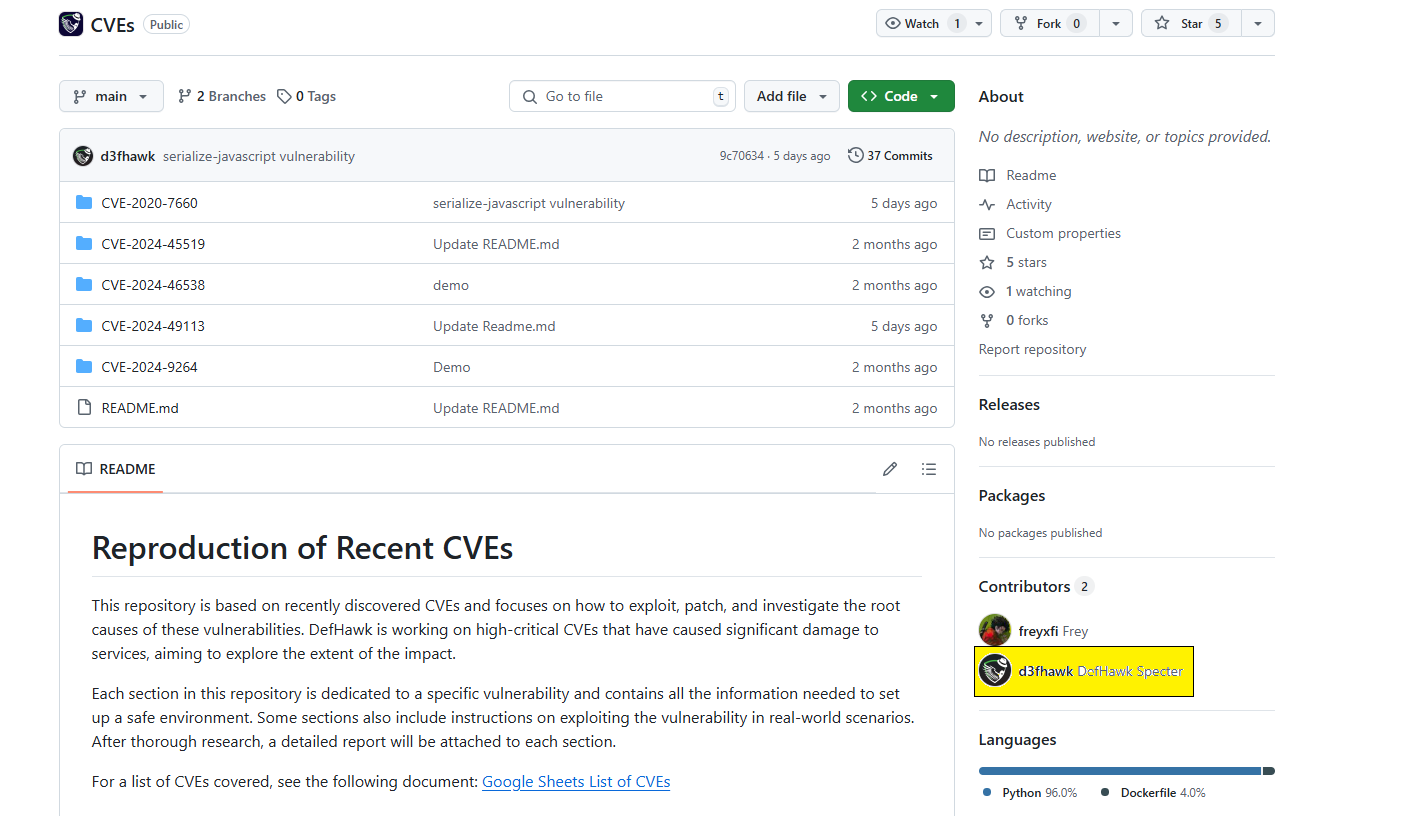 CVEs Public Watch 1 Fork 0 Star 5
main 2 Branches 0 Tags Go to file t Add file Code
d3fhawk serialize-javascript vulnerability 9c70634 · 5 days ago 37 Commits
CVE-2020-7660 serialize-javascript vulnerability 5 days ago
CVE-2024-45519 Update README.md 2 months ago
CVE-2024-46538 demo 2 months ago
CVE-2024-49113 Update Readme.md 5 days ago
CVE-2024-9264 Demo 2 months ago
README.md Update README.md 2 months ago
README
Reproduction of Recent CVEs
This repository is based on recently discovered CVEs and focuses on how to exploit, patch, and investigate the root
causes of these vulnerabilities. DefHawk is working on high-critical CVEs that have caused significant damage to
services, aiming to explore the extent of the impact.
Each section in this repository is dedicated to a specific vulnerability and contains all the information needed to set
up a safe environment. Some sections also include instructions on exploiting the vulnerability in real-world scenarios.
After thorough research, a detailed report will be attached to each section.
For a list of CVEs covered, see the following document: Google Sheets List of CVEs
About
No description, website, or topics provided.
Readme
Activity
Custom properties
5 stars
1 watching
0 forks
Report repository
Releases
No releases published
Packages
No packages published
Contributors 2
freyxfi Frey
d3fhawk DefHawk Specter
Languages
Python 96.0% Dockerfile 4.0%